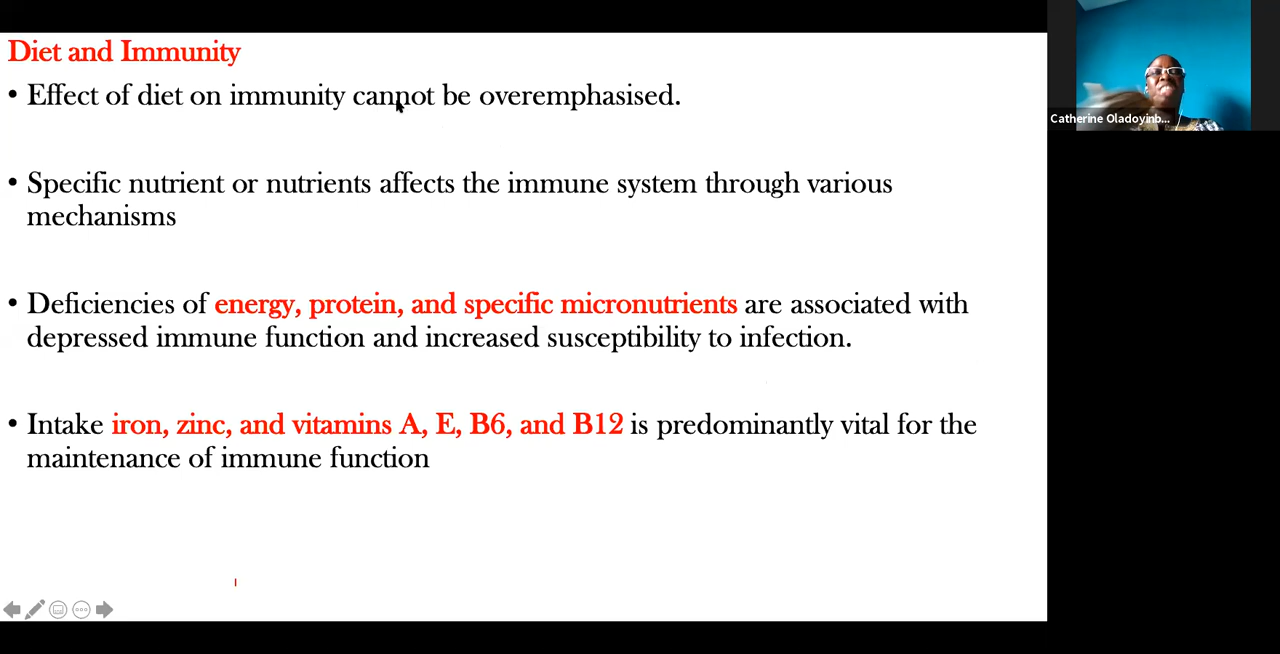 Diet and Immunity
• Effect of diet on immunity cannot be overemphasised.
• Specific nutrient or nutrients affects the immune system through various
mechanisms
• Deficiencies of energy, protein, and specific micronutrients are associated with
depressed immune function and increased susceptibility to infection.
• Intake iron, zinc, and vitamins A, E, B6, and B12 is predominantly vital for the
maintenance of immune function
Catherine Oladoyinb...